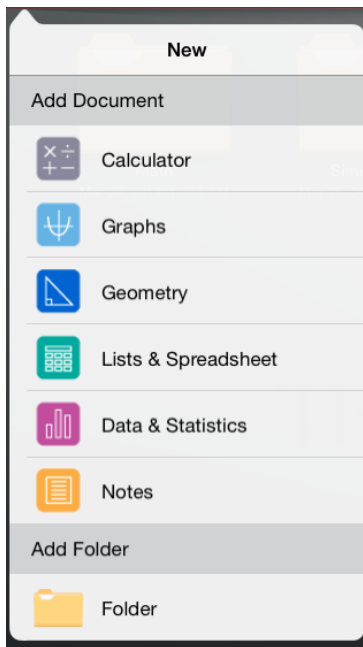 New
Add Document
Calculator
Graphs
Geometry
Lists & Spreadsheet
Data & Statistics
Notes
Add Folder
Folder